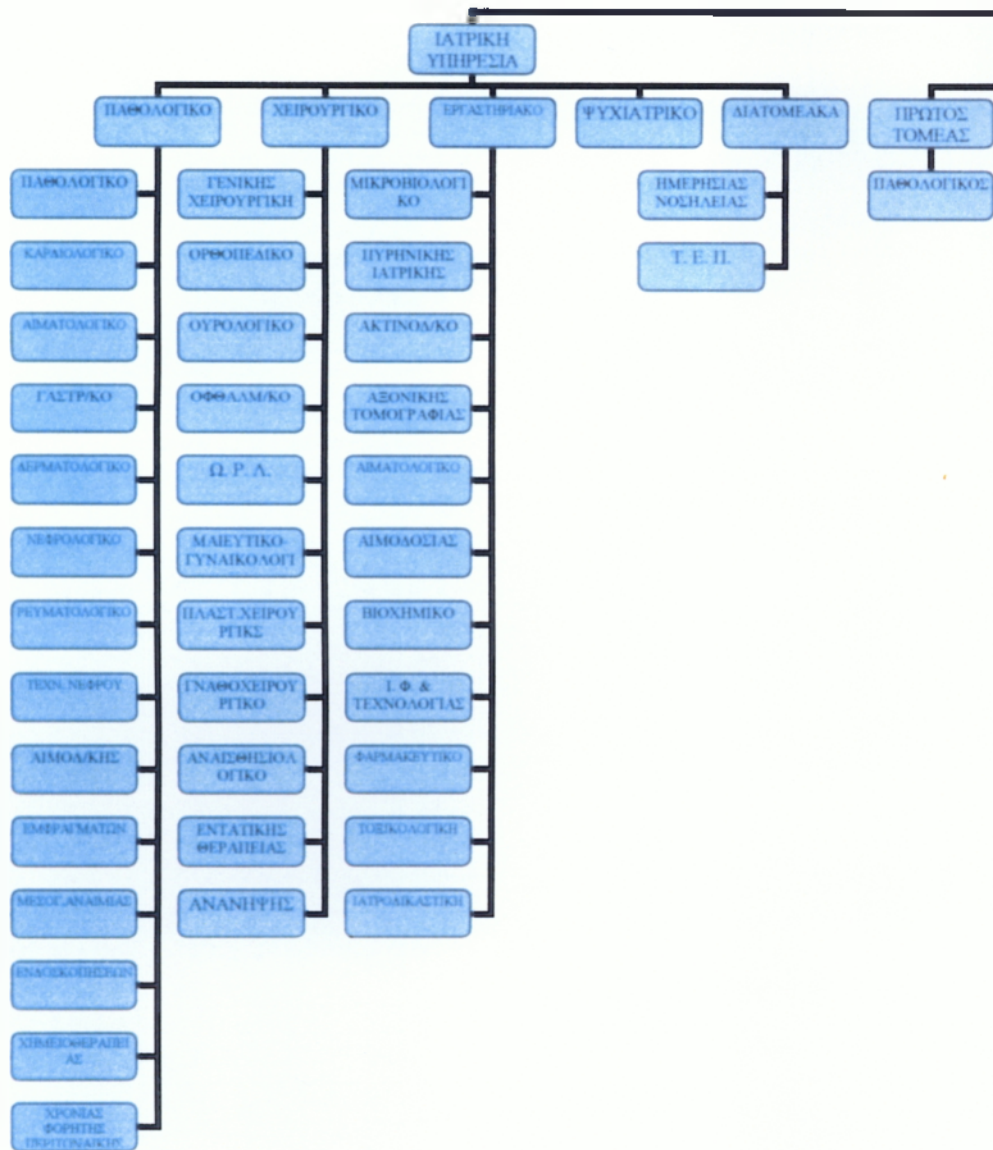 ΙΑΤΡΙΚΗ
ΥΠΗΡΕΣΙΑ
ΠΑΘΟΛΟΓΙΚΟ
ΧΕΙΡΟΥΡΓΙΚΟ
ΕΡΓΑΣΤΗΡΙΑΚΟ
ΨΥΧΙΑΤΡΙΚΟ
ΔΙΑΤΟΜΕΑΚΑ
ΠΡΩΤΟΣ
ΤΟΜΕΑΣ
ΠΑΘΟΛΟΓΙΚΟ
ΚΑΡΔΙΟΛΟΓΙΚΟ
ΑΙΜΑΤΟΛΟΓΙΚΟ
ΓΑΣΤΡ/ΚΟ
ΔΕΡΜΑΤΟΛΟΓΙΚΟ
ΝΕΦΡΟΛΟΓΙΚΟ
ΡΕΥΜΑΤΟΛΟΓΙΚΟ
ΤΕΧΝ. ΝΕΦΡΟΥ
ΑΙΜΟΔ/ΚΗΣ
ΕΜΦΡΑΓΜΑΤΩΝ
ΜΕΣΟΓ.ΑΝΑΙΜΙΑΣ
ΕΝΔΟΣΚΟΠΗΣΕΩΝ
ΧΗΜΕΙΟΘΕΡΑΠΕΙ
ΑΣ
ΧΡΟΝΙΑΣ
ΦΟΡΗΤΗΣ
ΠΕΡΙΤΟΝΑΙΚΗΣ
ΓΕΝΙΚΗΣ
ΧΕΙΡΟΥΡΓΙΚΗ
ΟΡΘΟΠΕΔΙΚΟ
ΟΥΡΟΛΟΓΙΚΟ
ΟΦΘΑΛΜ/ΚΟ
Ω. Ρ. Λ.
ΜΑΙΕΥΤΙΚΟ-
ΓΥΝΑΙΚΟΛΟΓΙ
ΠΛΑΣΤ.ΧΕΙΡΟΥ
ΡΓΙΚΣ
ΓΝΑΘΟΧΕΙΡΟΥ
ΡΓΙΚΟ
ΑΝΑΙΣΘΗΣΙΟΛ
ΟΓΙΚΟ
ΕΝΤΑΤΙΚΗΣ
ΘΕΡΑΠΕΙΑΣ
ΑΝΑΝΗΨΗΣ
ΜΙΚΡΟΒΙΟΛΟΓΙ
ΚΟ
ΠΥΡΗΝΙΚΗΣ
ΙΑΤΡΙΚΗΣ
ΑΚΤΙΝΟΔ/ΚΟ
ΑΞΟΝΙΚΗΣ
ΤΟΜΟΓΡΑΦΙΑΣ
ΑΙΜΑΤΟΛΟΓΙΚΟ
ΑΙΜΟΔΟΣΙΑΣ
ΒΙΟΧΗΜΙΚΟ
Ι. Φ. &
ΤΕΧΝΟΛΟΓΙΑΣ
ΦΑΡΜΑΚΕΥΤΙΚΟ
ΤΟΞΙΚΟΛΟΓΙΚΗ
ΙΑΤΡΟΔΙΚΑΣΤΙΚΗ
ΗΜΕΡΗΣΙΑΣ
ΝΟΣΗΛΕΙΑΣ
Τ. Ε. Π.
ΠΑΘΟΛΟΓΙΚΟΣ